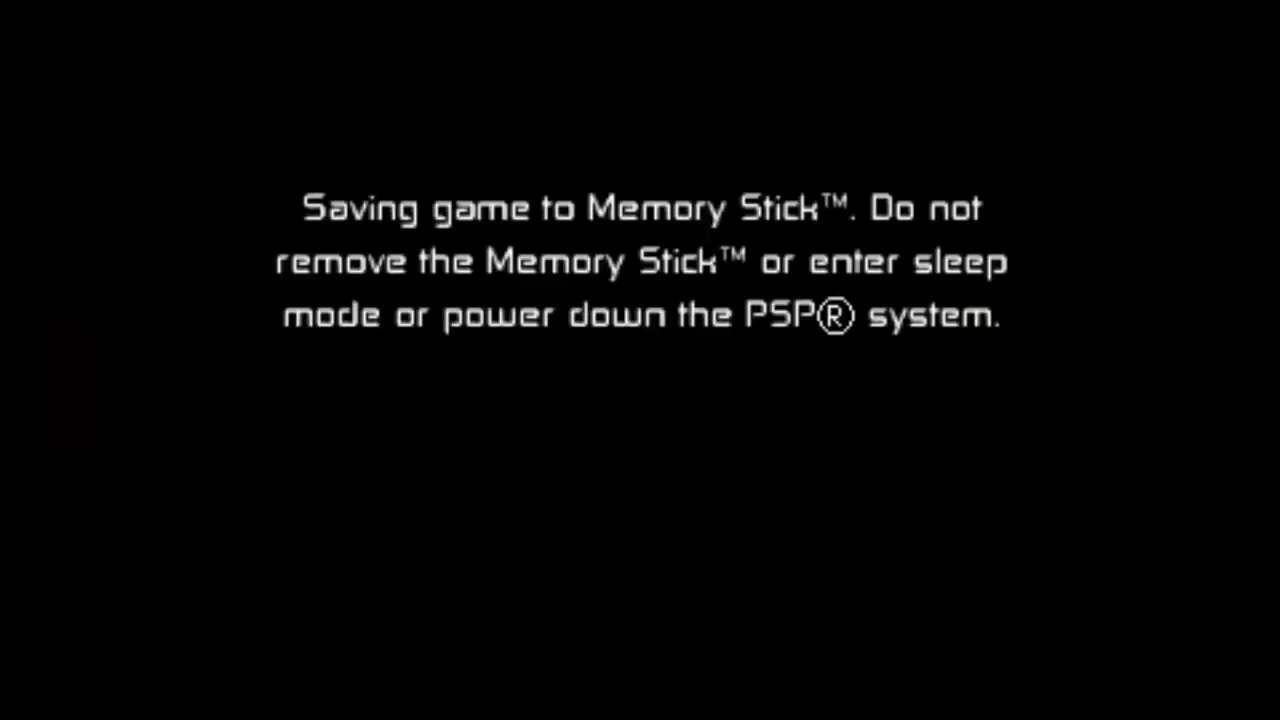 Saving game to Memory Stick™. Do not
remove the Memory Stick™ or enter sleep
mode or power down the PSP® system.